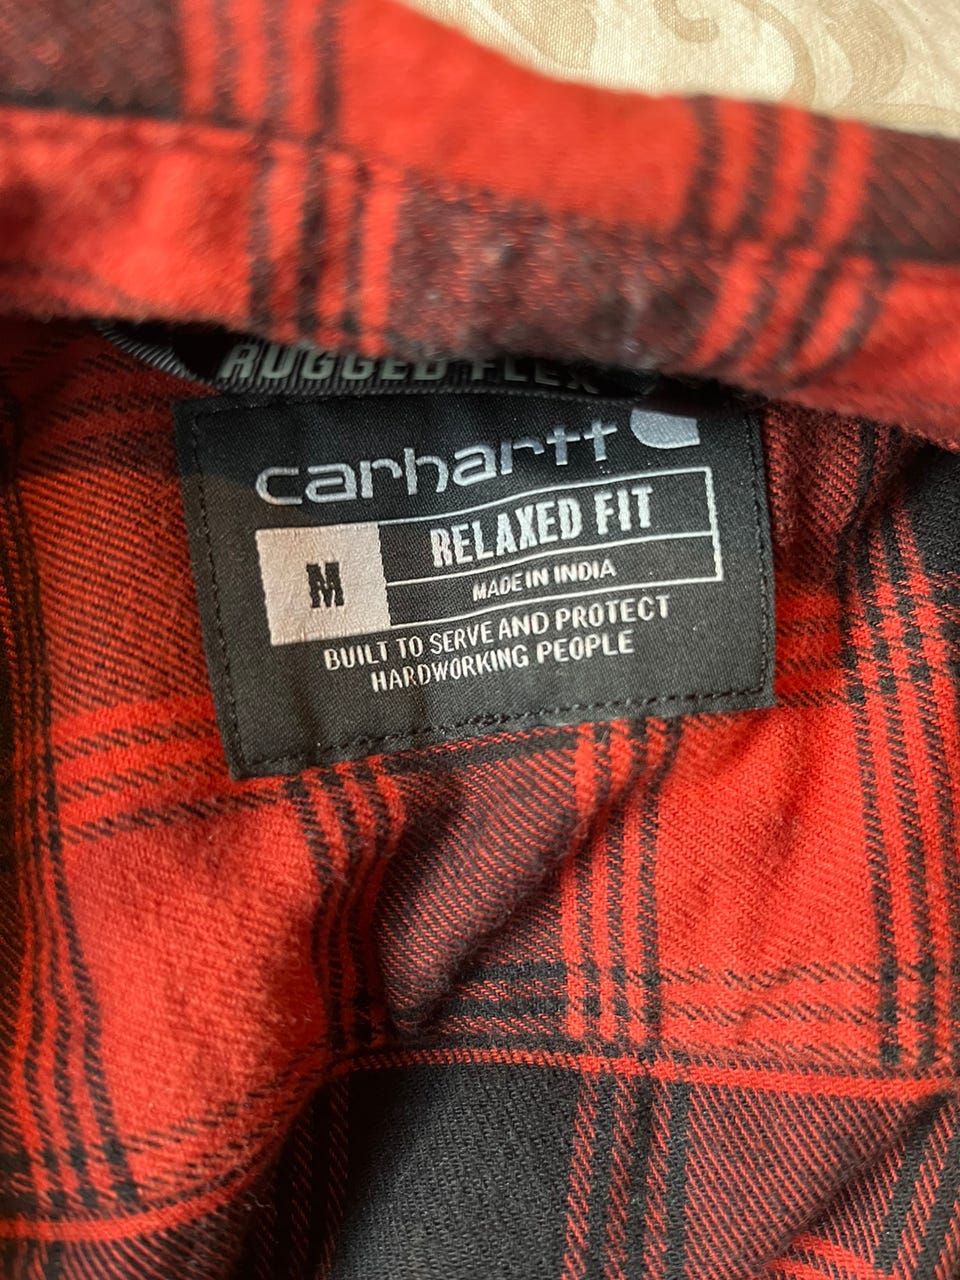 RUGGED FLEX
carhartt
M
RELAXED FIT
MADE IN INDIA
BUILT TO SERVE AND PROTECT
HARDWORKING PEOPLE